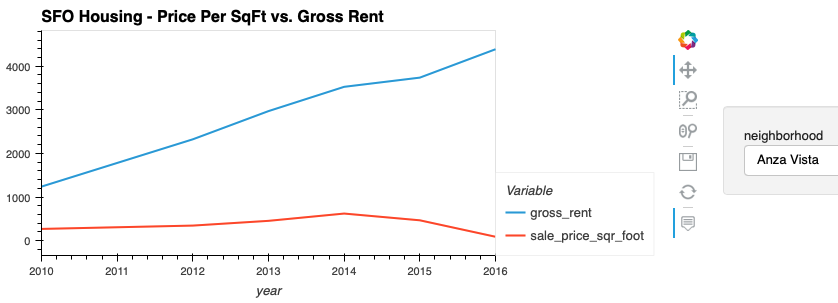 SFO Housing - Price Per SqFt vs. Gross Rent
4000
3000
2000
1000
0
2010 2011 2012 2013 2014 2015 2016
year
Variable
gross_rent
sale_price_sqr_foot
neighborhood
Anza Vista